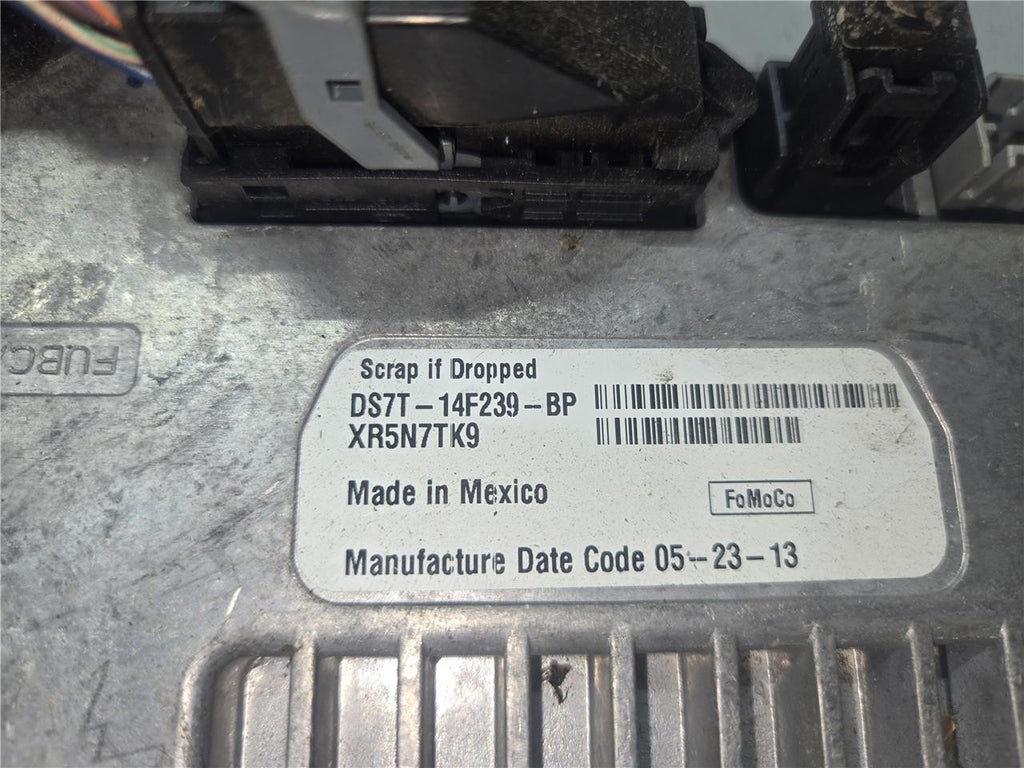 Scrap if Dropped
DS7T-14F239-BP
XR5N7TK9
Made in Mexico
FoMoCo
Manufacture Date Code 05-23-13